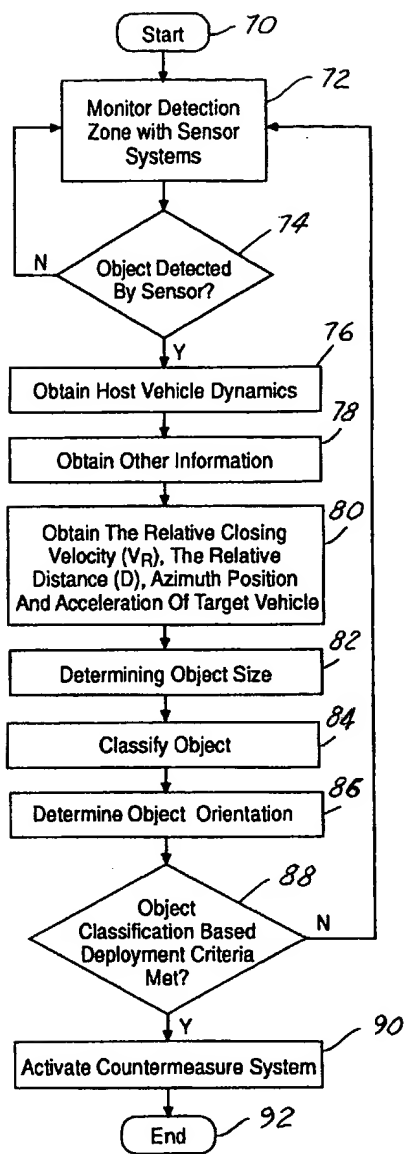 Start
70
72
Monitor Detection
Zone with Sensor
Systems
74
N
Object Detected
By Sensor?
Y
76
Obtain Host Vehicle Dynamics
78
Obtain Other Information
80
Obtain The Relative Closing
Velocity (VR), The Relative
Distance (D), Azimuth Position
And Acceleration Of Target Vehicle
82
Determining Object Size
84
Classify Object
86
Determine Object Orientation
88
Object
Classification Based
Deployment Criteria
Met?
N
Y
90
Activate Countermeasure System
End
92